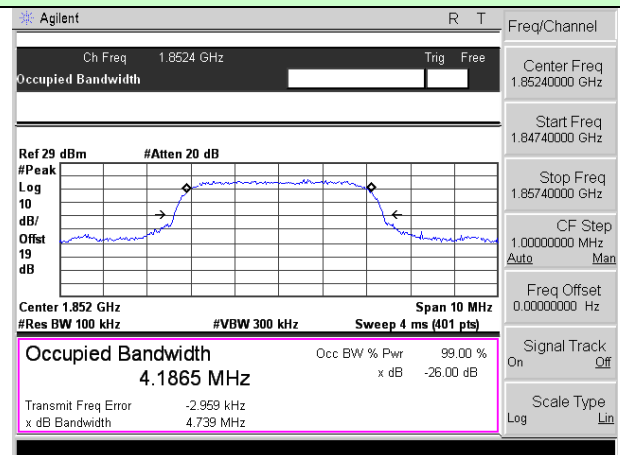 Agilent R T
Ch Freq 1.8524 GHz Trig Free
Occupied Bandwidth
Ref 29 dBm #Atten 20 dB
#Peak
Log
10
dB/
Offst
19
dB
Center 1.852 GHz Span 10 MHz
#Res BW 100 kHz #VBW 300 kHz Sweep 4 ms (401 pts)
Occupied Bandwidth Occ BW % Pwr 99.00 %
4.1865 MHz x dB -26.00 dB
Transmit Freq Error -2.959 kHz
x dB Bandwidth 4.739 MHz
Freq/Channel
Center Freq
1.85240000 GHz
Start Freq
1.84740000 GHz
Stop Freq
1.85740000 GHz
CF Step
1.00000000 MHz
Auto Man
Freq Offset
0.00000000 Hz
Signal Track
On Off
Scale Type
Log Lin